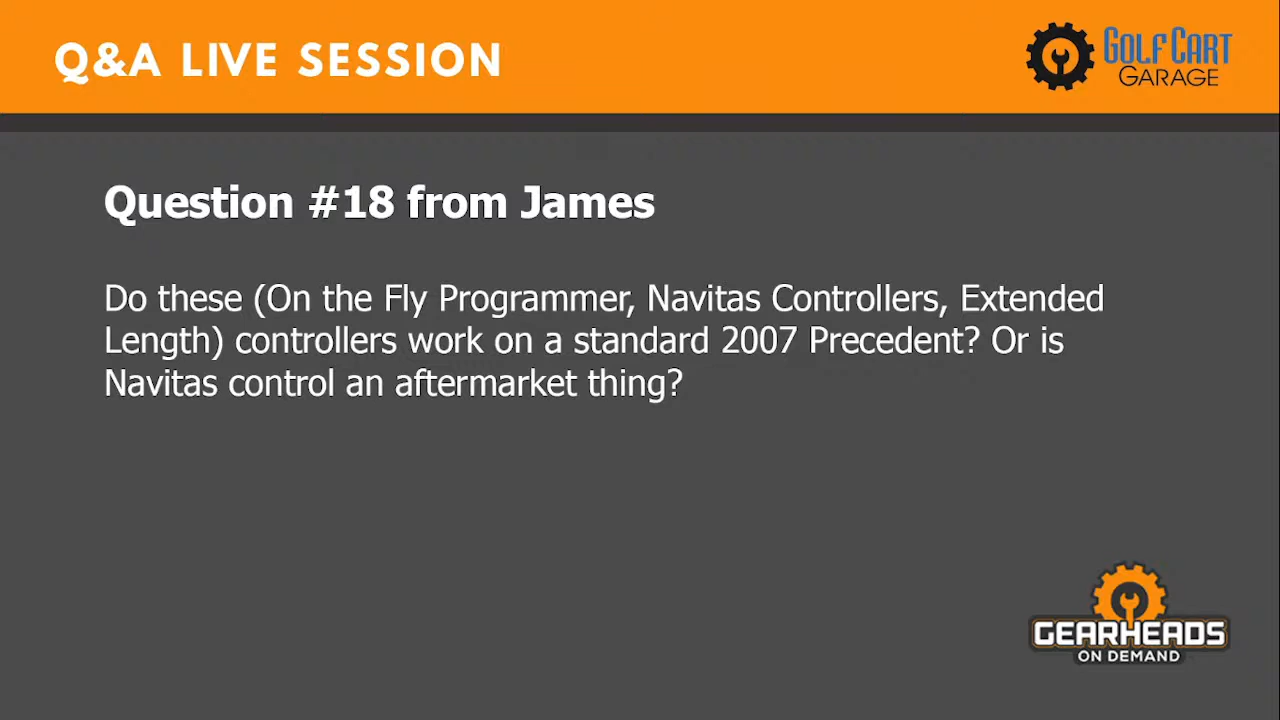 Q&A LIVE SESSION
GOLF CART
GARAGE
Question #18 from James
Do these (On the Fly Programmer, Navitas Controllers, Extended
Length) controllers work on a standard 2007 Precedent? Or is
Navitas control an aftermarket thing?
GEARHEADS
ON DEMAND